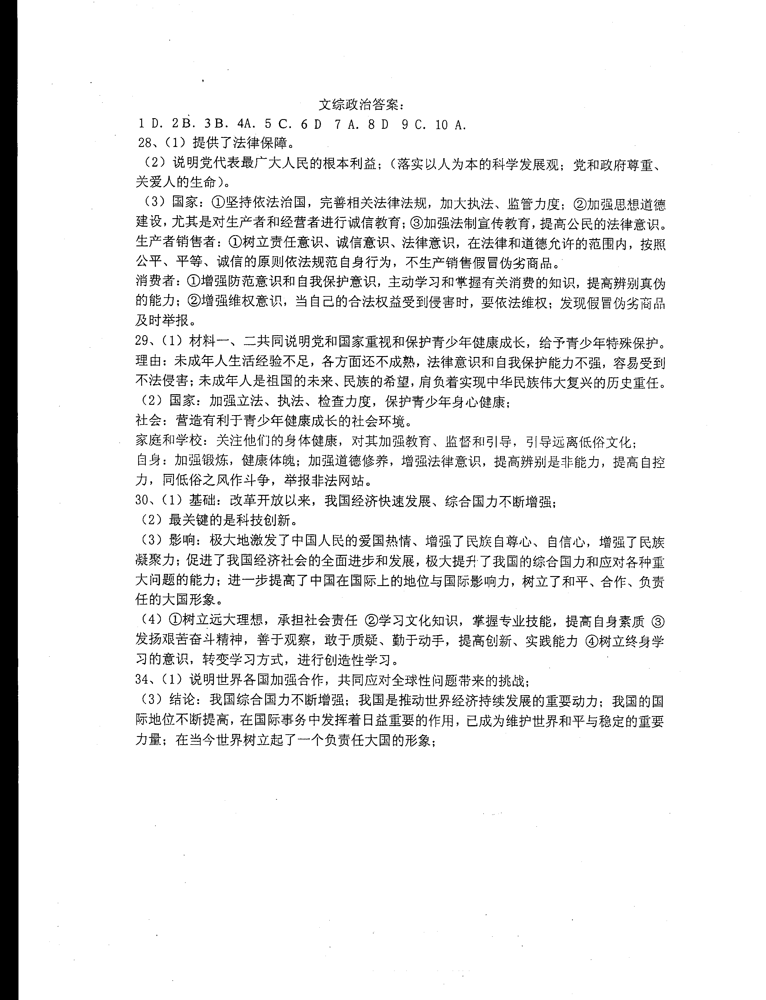 文综政治答案：
1 D. 2 B. 3 B. 4A. 5 C. 6 D 7 A. 8 D 9 C. 10 A.
28、（1）提供了法律保障。
（2）说明党代表最广大人民的根本利益；（落实以人为本的科学发展观；党和政府尊重、
关爱人的生命）。
（3）国家：①坚持依法治国，完善相关法律法规，加大执法、监管力度；②加强思想道德
建设，尤其是对生产者和经营者进行诚信教育；③加强法制宣传教育，提高公民的法律意识。
生产者销售者：①树立责任意识、诚信意识、法律意识，在法律和道德允许的范围内，按照
公平、平等、诚信的原则依法规范自身行为，不生产销售假冒伪劣商品。
消费者：①增强防范意识和自我保护意识，主动学习和掌握有关消费的知识，提高辨别真伪
的能力；②增强维权意识，当自己的合法权益受到侵害时，要依法维权；发现假冒伪劣商品
及时举报。
29、（1）材料一、二共同说明党和国家重视和保护青少年健康成长，给予青少年特殊保护。
理由：未成年人生活经验不足，各方面还不成熟，法律意识和自我保护能力不强，容易受到
不法侵害；未成年人是祖国的未来、民族的希望，肩负着实现中华民族伟大复兴的历史重任。
（2）国家：加强立法、执法、检查力度，保护青少年身心健康；
社会：营造有利于青少年健康成长的社会环境。
家庭和学校：关注他们的身体健康，对其加强教育、监督和引导，引导远离低俗文化；
自身：加强锻炼，健康体魄；加强道德修养，增强法律意识，提高辨别是非能力，提高自控
力，同低俗之风作斗争，举报非法网站。
30、（1）基础：改革开放以来，我国经济快速发展、综合国力不断增强；
（2）最关键的是科技创新。
（3）影响：极大地激发了中国人民的爱国热情、增强了民族自尊心、自信心，增强了民族
凝聚力；促进了我国经济社会的全面进步和发展，极大提升了我国的综合国力和应对各种重
大问题的能力；进一步提高了中国在国际上的地位与国际影响力，树立了和平、合作、负责
任的大国形象。
（4）①树立远大理想，承担社会责任 ②学习文化知识，掌握专业技能，提高自身素质 ③
发扬艰苦奋斗精神，善于观察，敢于质疑、勤于动手，提高创新、实践能力 ④树立终身学
习的意识，转变学习方式，进行创造性学习。
34、（1）说明世界各国加强合作，共同应对全球性问题带来的挑战；
（3）结论：我国综合国力不断增强；我国是推动世界经济持续发展的重要动力；我国的国
际地位不断提高，在国际事务中发挥着日益重要的作用，已成为维护世界和平与稳定的重要
力量；在当今世界树立起了一个负责任大国的形象；